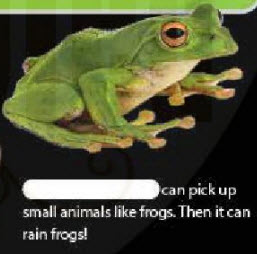 can pick up
small animals like frogs. Then it can
rain frogs!